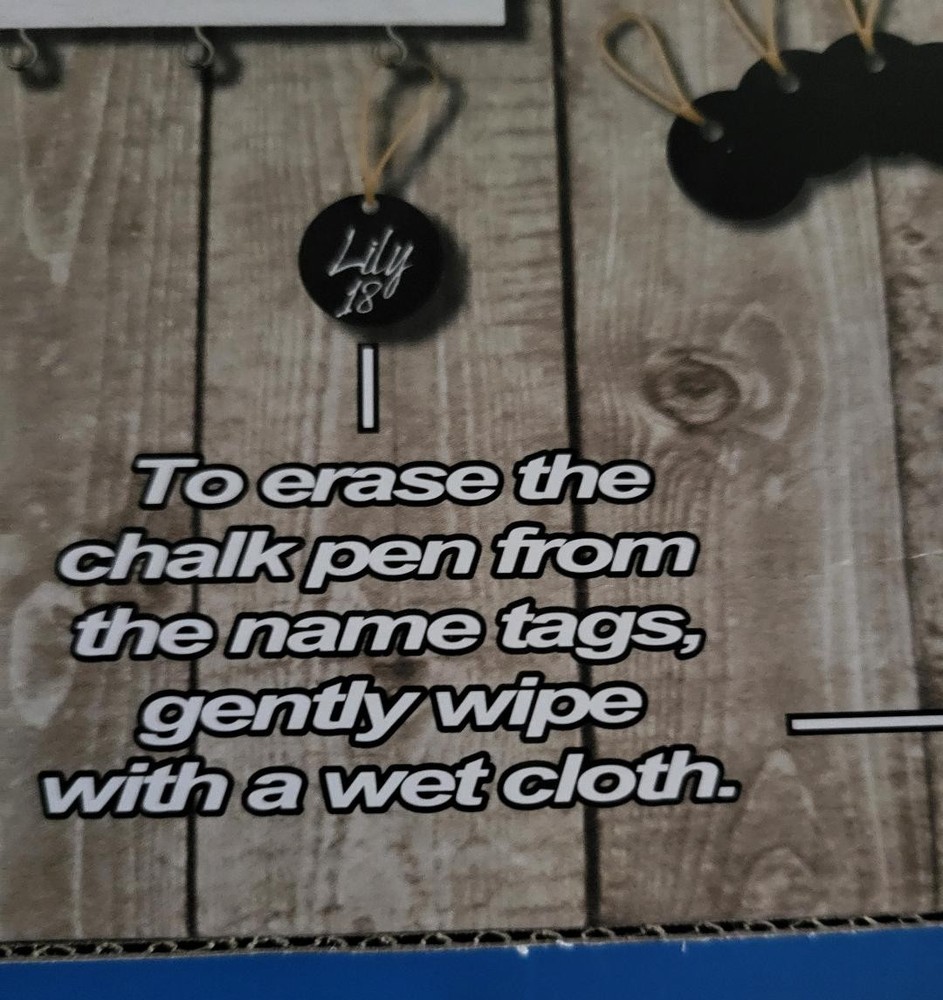 Lily
18
To erase the
chalk pen from
the name tags,
gently wipe
with a wet cloth.